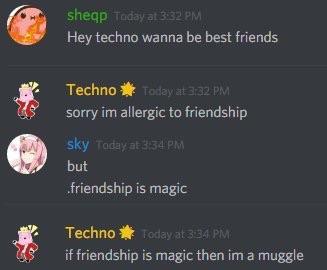 sheqp Today at 3:32 PM
Hey techno wanna be best friends
Techno Today at 3:32 PM
sorry im allergic to friendship
sky Today at 3:34 PM
but
.friendship is magic
Techno Today at 3:34 PM
if friendship is magic then im a muggle